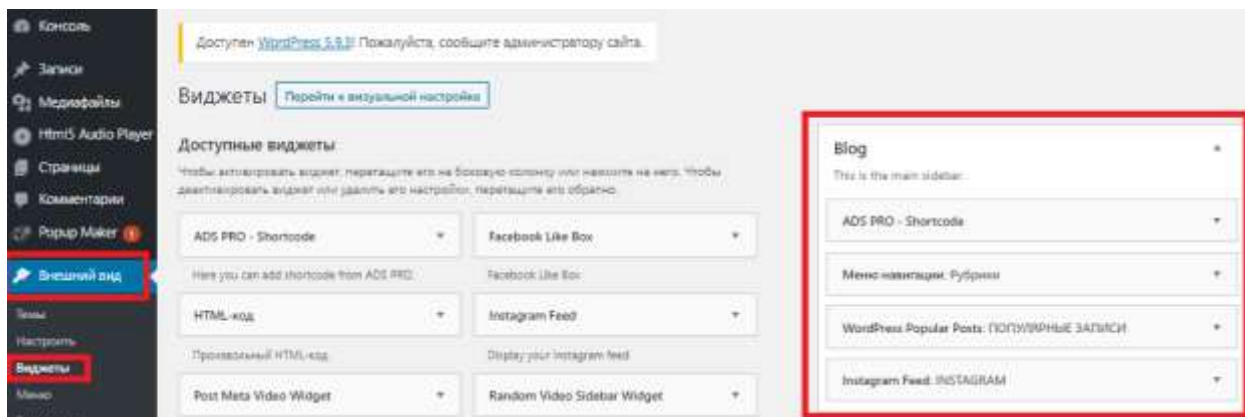 Консоль
Записи
Медиафайлы
Html5 Audio Player
Страницы
Комментарии
Popup Maker 1
Внешний вид
Темы
Настроить
Виджеты
Меню
Доступен WordPress 5.9.3! Пожалуйста, сообщите администратору сайта.
Виджеты Перейти к визуальной настройке
Доступные виджеты
Чтобы активировать виджет, перетащите его на боковую колонку или нажмите на него. Чтобы
деактивировать виджет или удалить его настройки, перетащите его обратно.
ADS PRO - Shortcode
Here you can add shortcode from ADS PRO.
HTML-код
Произвольный HTML-код
Post Meta Video Widget
Facebook Like Box
Facebook Like Box
Instagram Feed
Display your Instagram feed
Random Video Sidebar Widget
Blog
This is the main sidebar.
ADS PRO - Shortcode
Меню навигации: Рубрики
WordPress Popular Posts: ПОПУЛЯРНЫЕ ЗАПИСИ
Instagram Feed: INSTAGRAM